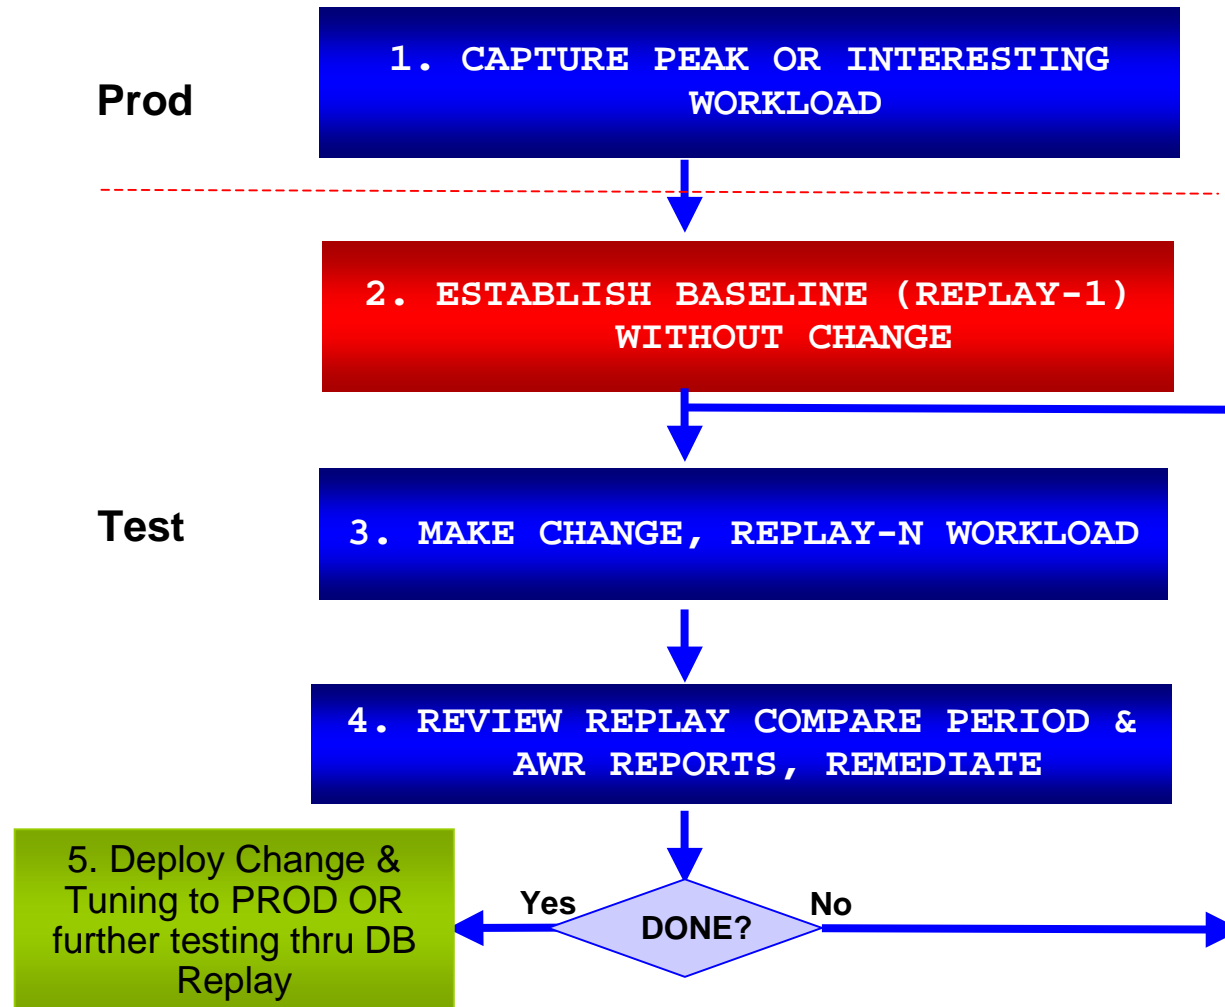 1. CAPTURE PEAK OR INTERESTING
WORKLOAD
Prod
2. ESTABLISH BASELINE (REPLAY-1)
WITHOUT CHANGE
Test
3. MAKE CHANGE, REPLAY-N WORKLOAD
4. REVIEW REPLAY COMPARE PERIOD &
AWR REPORTS, REMEDIATE
5. Deploy Change &
Tuning to PROD OR
further testing thru DB
Replay
Yes
DONE?
No